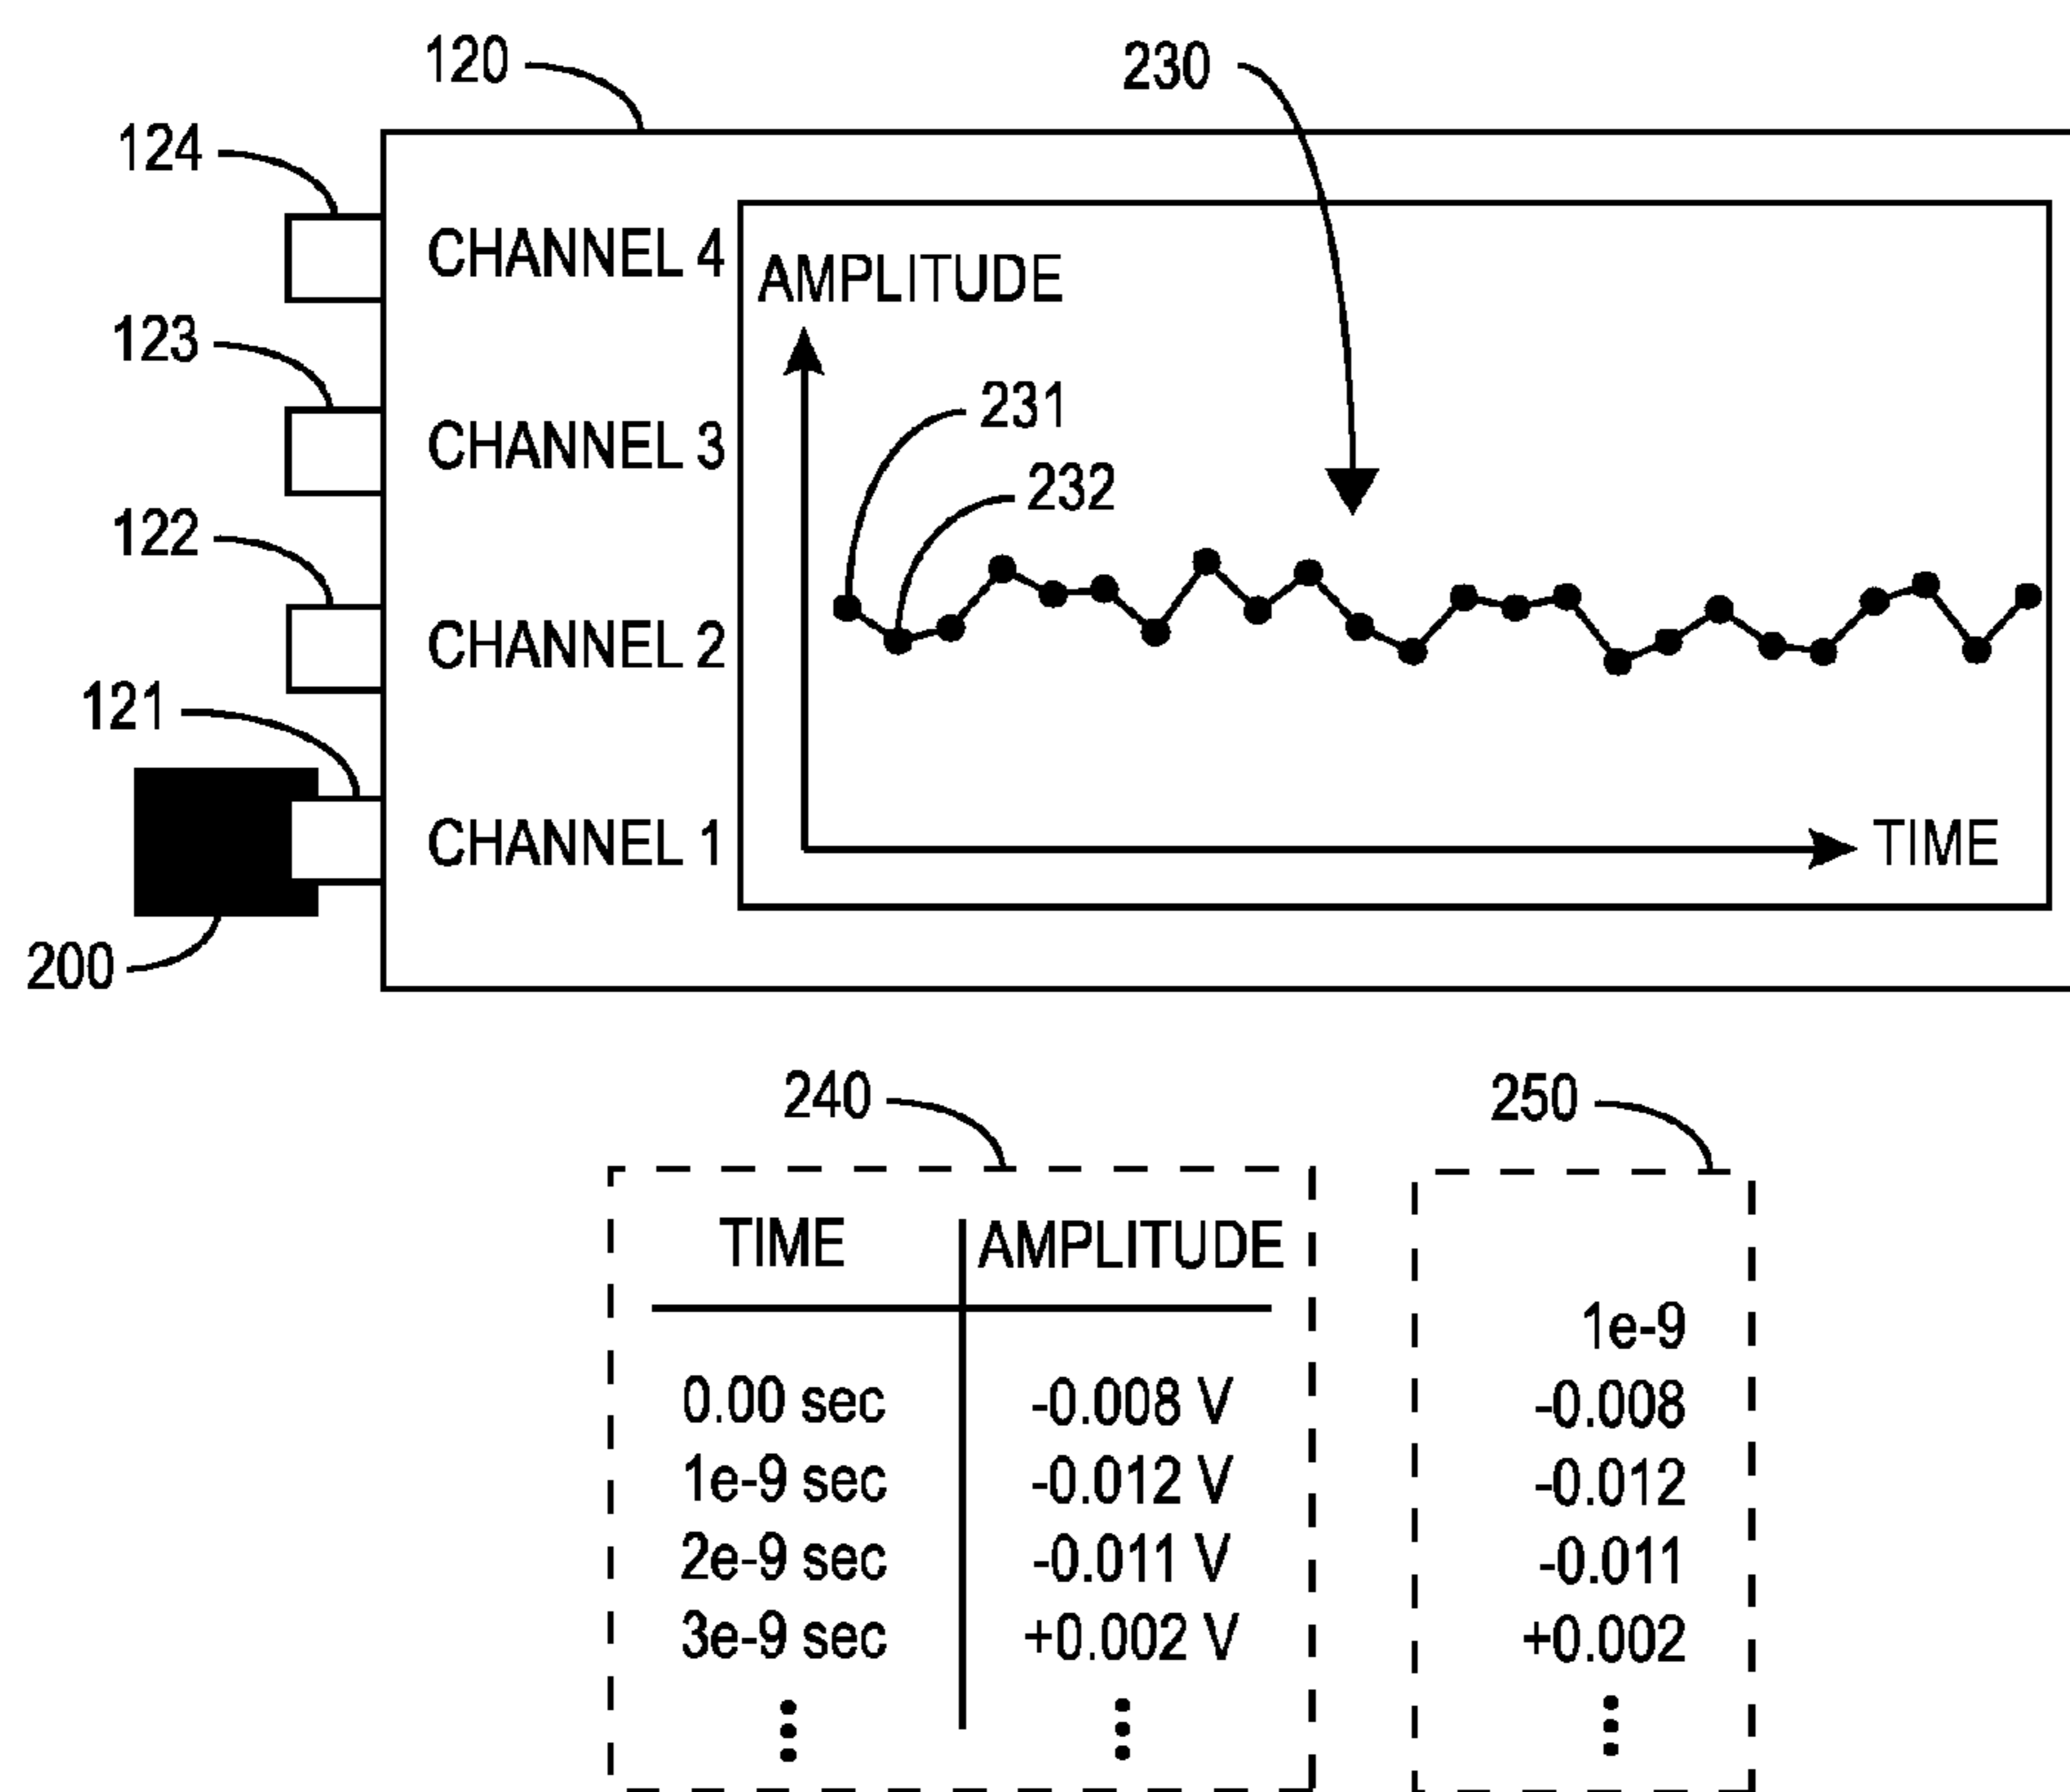 120
230
124
CHANNEL 4
AMPLITUDE
123
231
CHANNEL 3
232
122
CHANNEL 2
121
CHANNEL 1
TIME
200
240
250
TIME AMPLITUDE
1e-9
0.00 sec -0.008 V -0.008
1e-9 sec -0.012 V -0.012
2e-9 sec -0.011 V -0.011
3e-9 sec +0.002 V +0.002